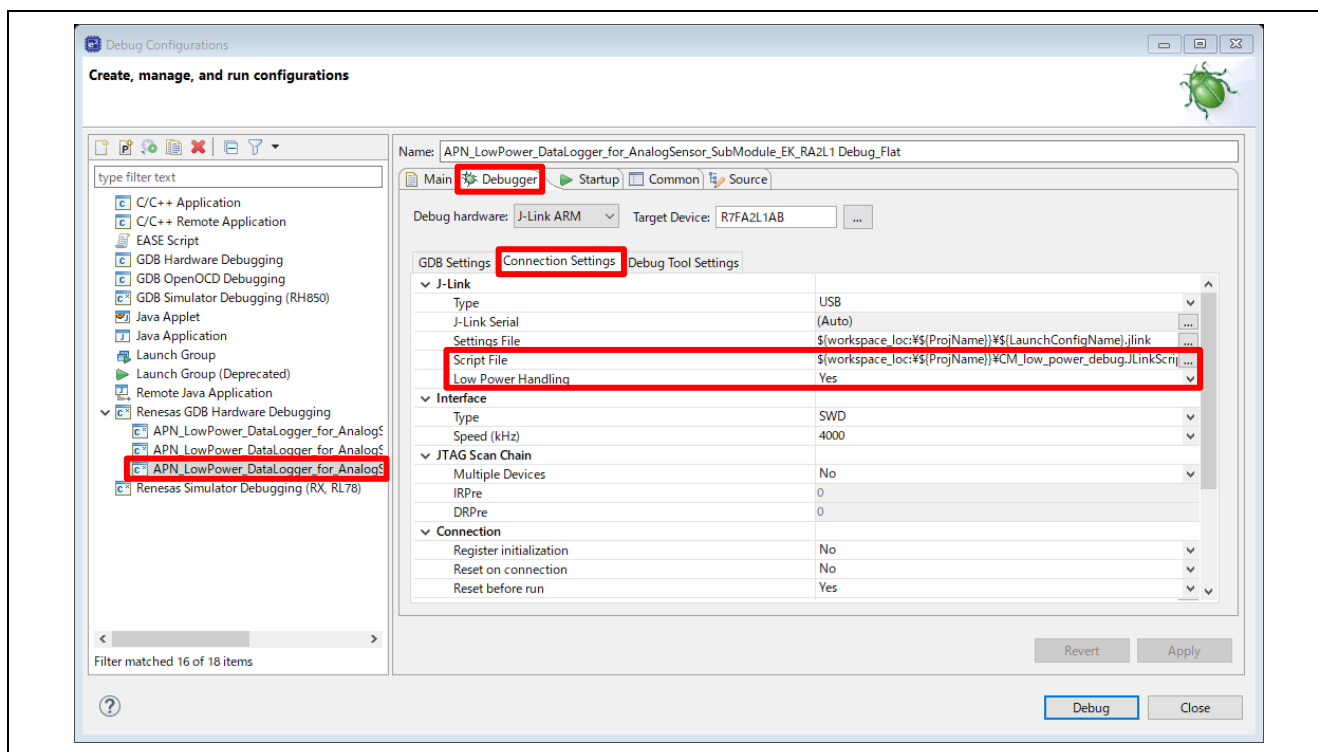 Debug Configurations
Create, manage, and run configurations
type filter text
C/C++ Application
C/C++ Remote Application
EASE Script
GDB Hardware Debugging
GDB OpenOCD Debugging
GDB Simulator Debugging (RH850)
Java Applet
Java Application
Launch Group
Launch Group (Deprecated)
Remote Java Application
Renesas GDB Hardware Debugging
APN_LowPower_DataLogger_for_AnalogS
APN_LowPower_DataLogger_for_AnalogS
APN_LowPower_DataLogger_for_AnalogS
Renesas Simulator Debugging (RX, RL78)
Filter matched 16 of 18 items
Name: APN_LowPower_DataLogger_for_AnalogSensor_SubModule_EK_RA2L1 Debug_Flat
Main Debugger Startup Common Source
Debug hardware: J-Link ARM Target Device: R7FA2L1AB ...
GDB Settings Connection Settings Debug Tool Settings
J-Link
Type USB
J-Link Serial (Auto) ...
Settings File ${workspace_loc:¥${ProjName}}¥${LaunchConfigName}.jlink ...
Script File ${workspace_loc:¥${ProjName}}¥CM_low_power_debug.JLinkScrip ...
Low Power Handling Yes
Interface
Type SWD
Speed (kHz) 4000
JTAG Scan Chain
Multiple Devices No
IRPre 0
DRPre 0
Connection
Register initialization No
Reset on connection No
Reset before run Yes
Revert Apply
? Debug Close